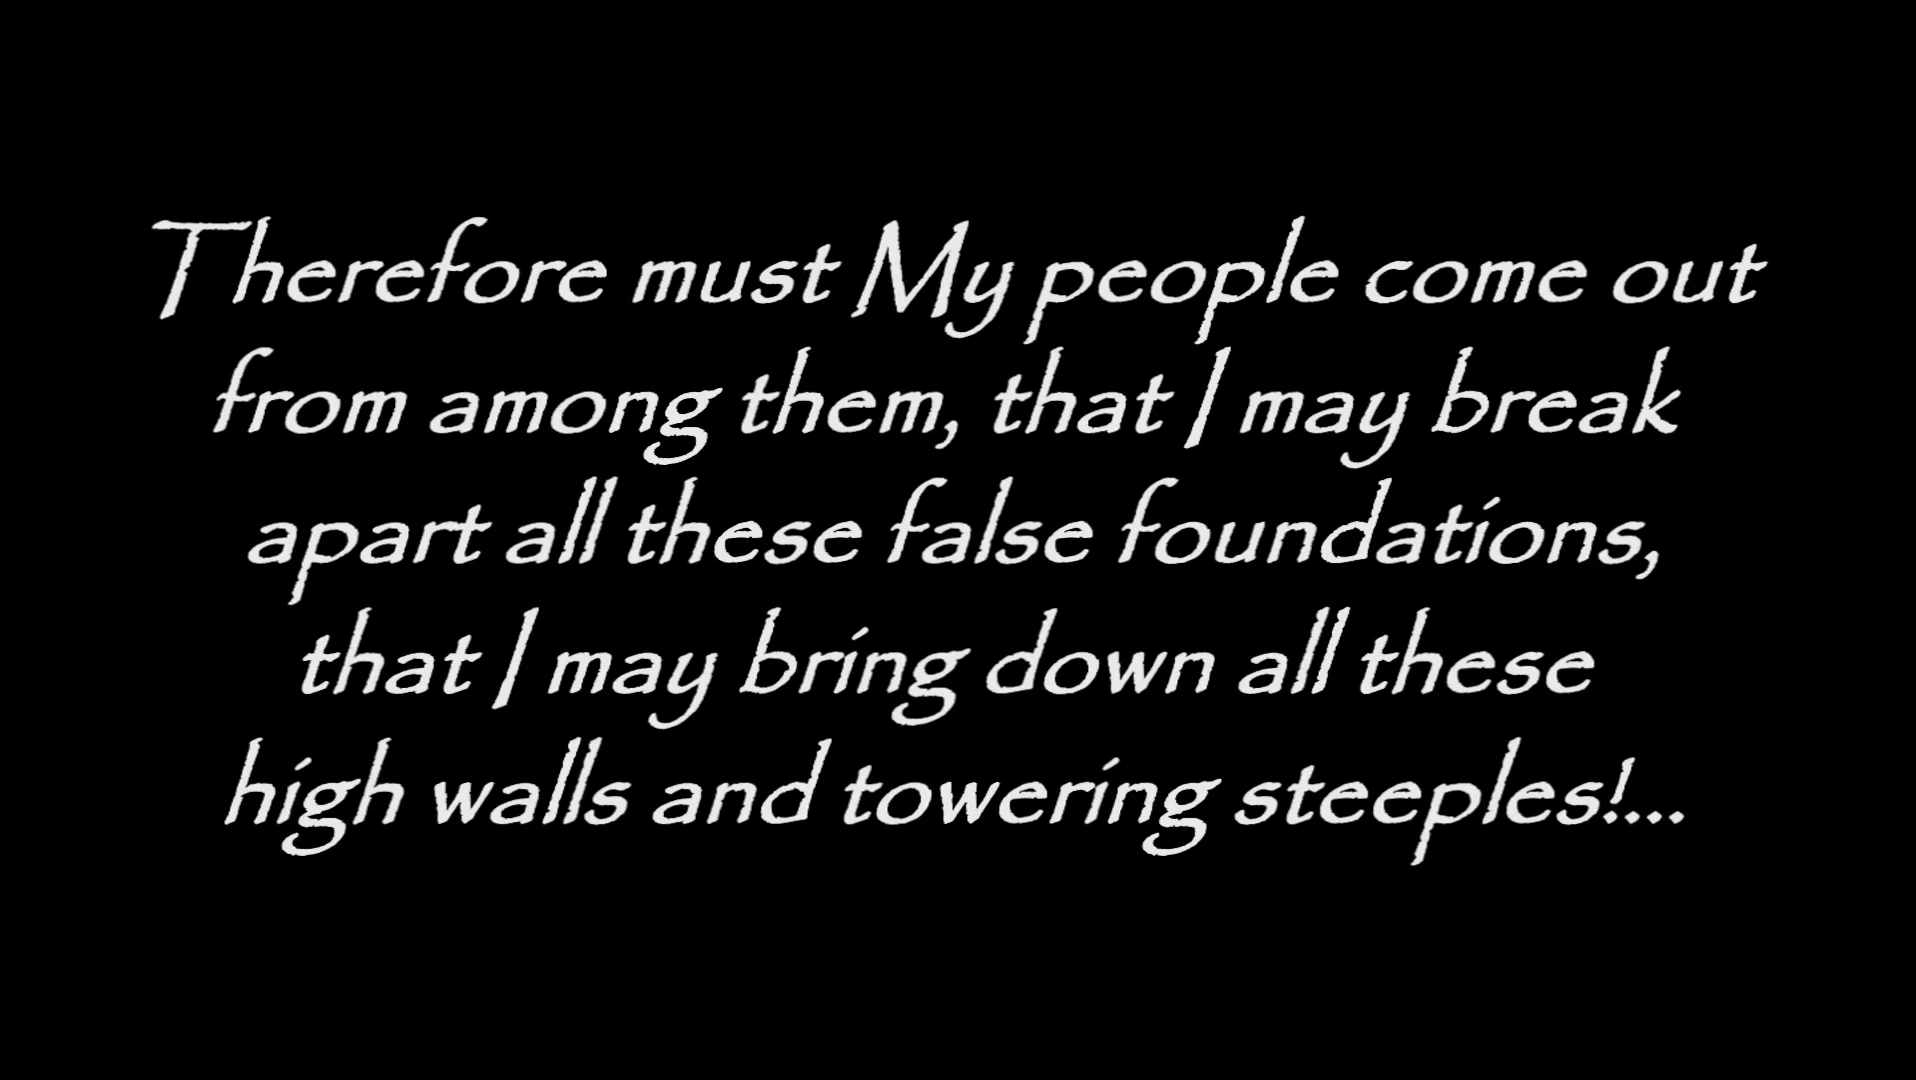 Therefore must My people come out
from among them, that I may break
apart all these false foundations,
that I may bring down all these
high walls and towering steeples!...